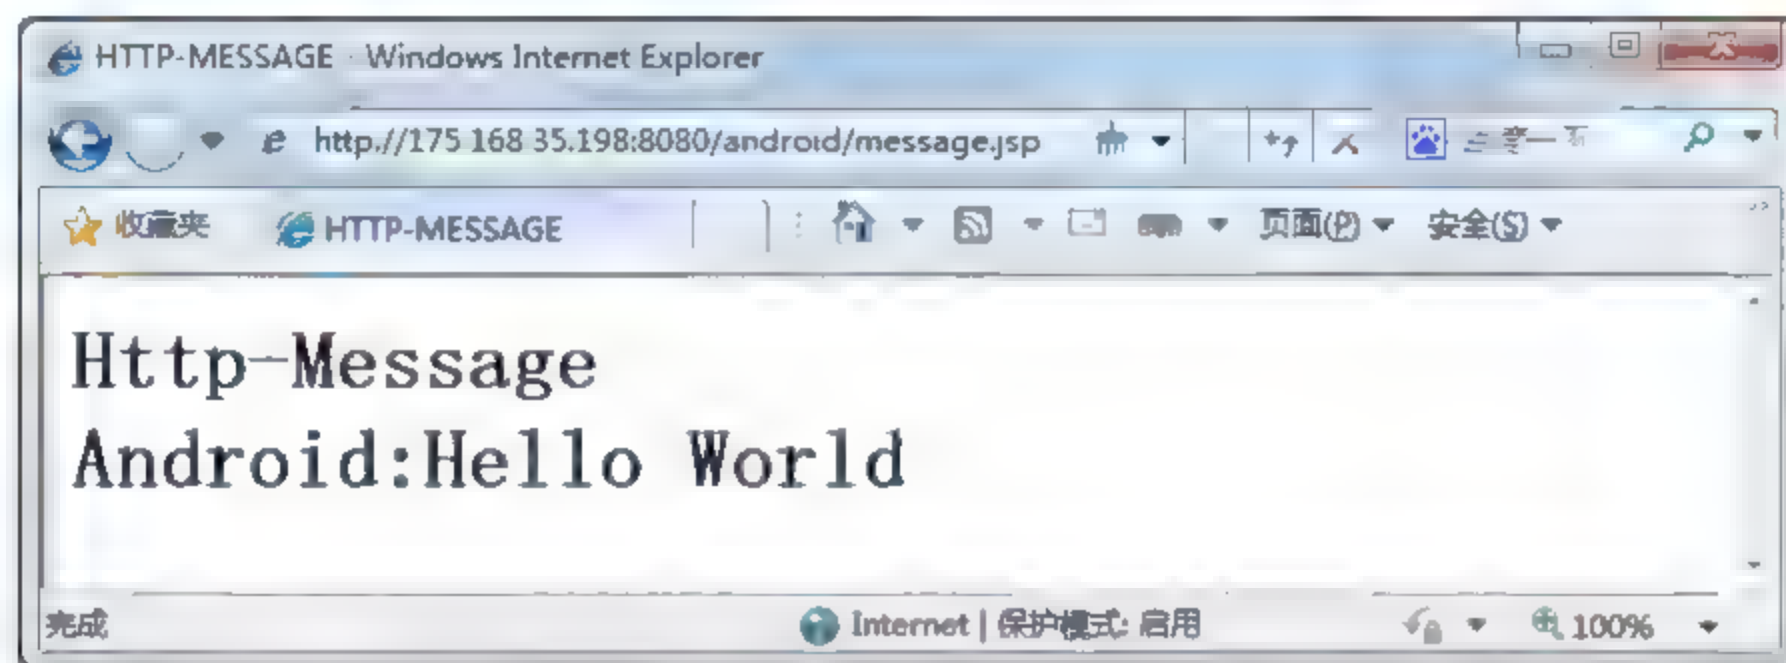 HTTP-MESSAGE - Windows Internet Explorer
http://175.168.35.198:8080/android/message.jsp
收藏夹 HTTP-MESSAGE 页面(P) 安全(S)
Http-Message
Android:Hello World
完成 Internet | 保护模式: 启用 100%